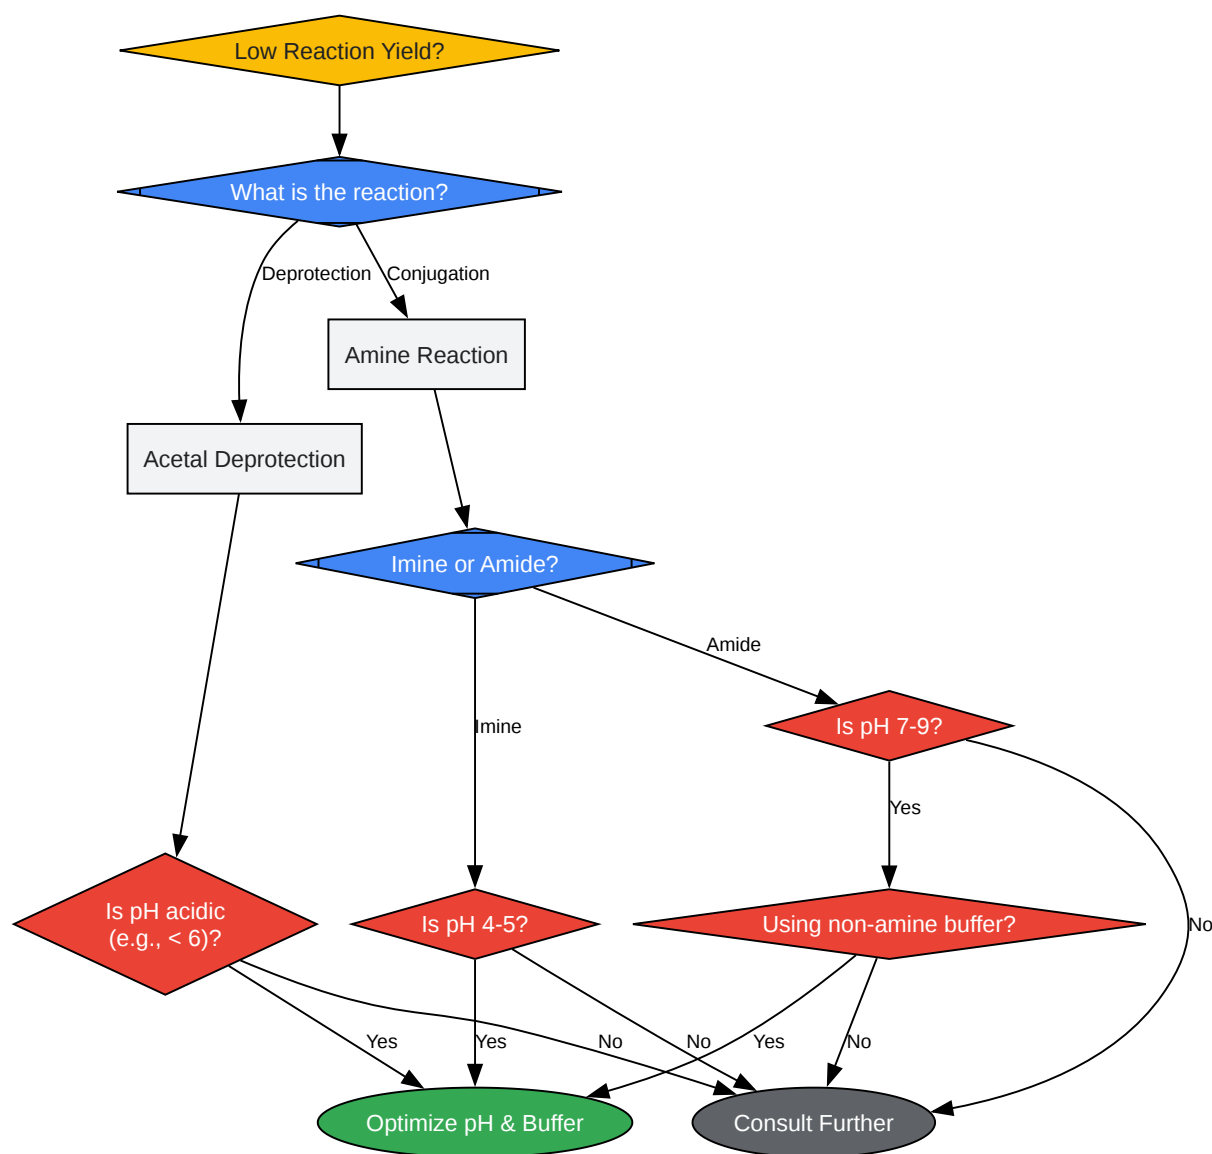 Low Reaction Yield?
What is the reaction?
Deprotection
Conjugation
Amine Reaction
Acetal Deprotection
Imine or Amide?
Amide
Imine
Is pH 7-9?
Yes
No
Is pH acidic
(e.g., < 6)?
Is pH 4-5?
Using non-amine buffer?
Yes
Yes
No
No
Yes
No
Optimize pH & Buffer
Consult Further